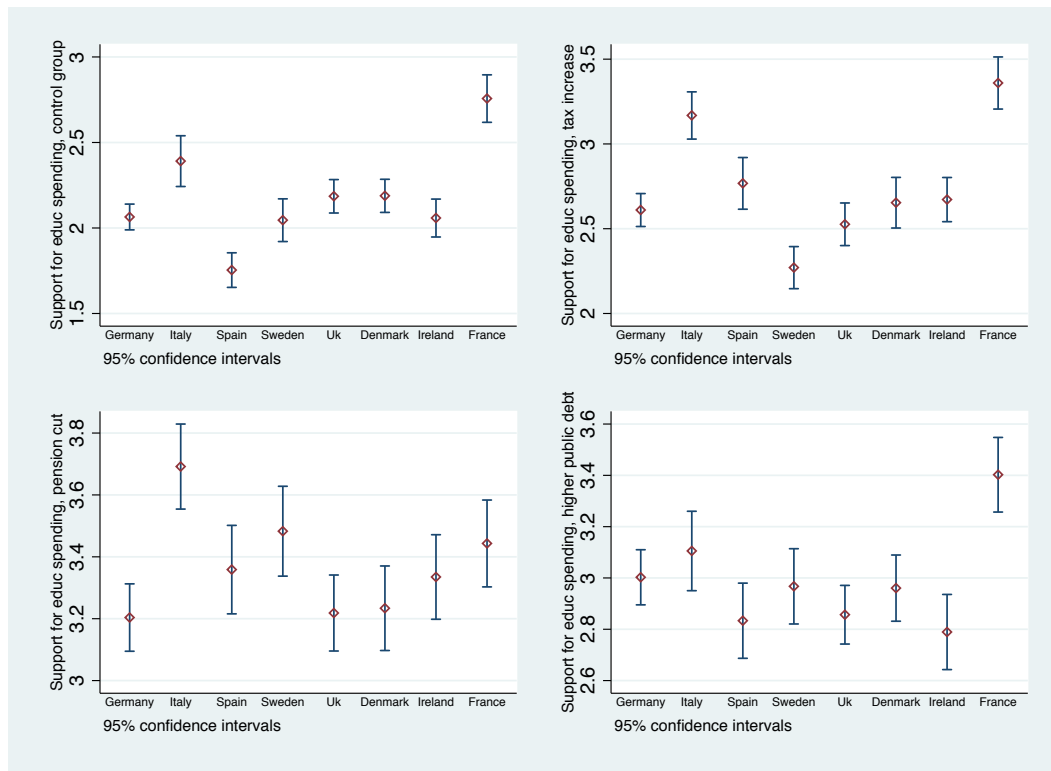 Support for educ spending, control group
3
2.5
2
1.5
Germany Italy Spain Sweden Uk Denmark Ireland France
95% confidence intervals
Support for educ spending, tax increase
3.5
3
2.5
2
Germany Italy Spain Sweden Uk Denmark Ireland France
95% confidence intervals
Support for educ spending, pension cut
3.8
3.6
3.4
3.2
3
Germany Italy Spain Sweden Uk Denmark Ireland France
95% confidence intervals
Support for educ spending, higher public debt
3.6
3.4
3.2
3
2.8
2.6
Germany Italy Spain Sweden Uk Denmark Ireland France
95% confidence intervals